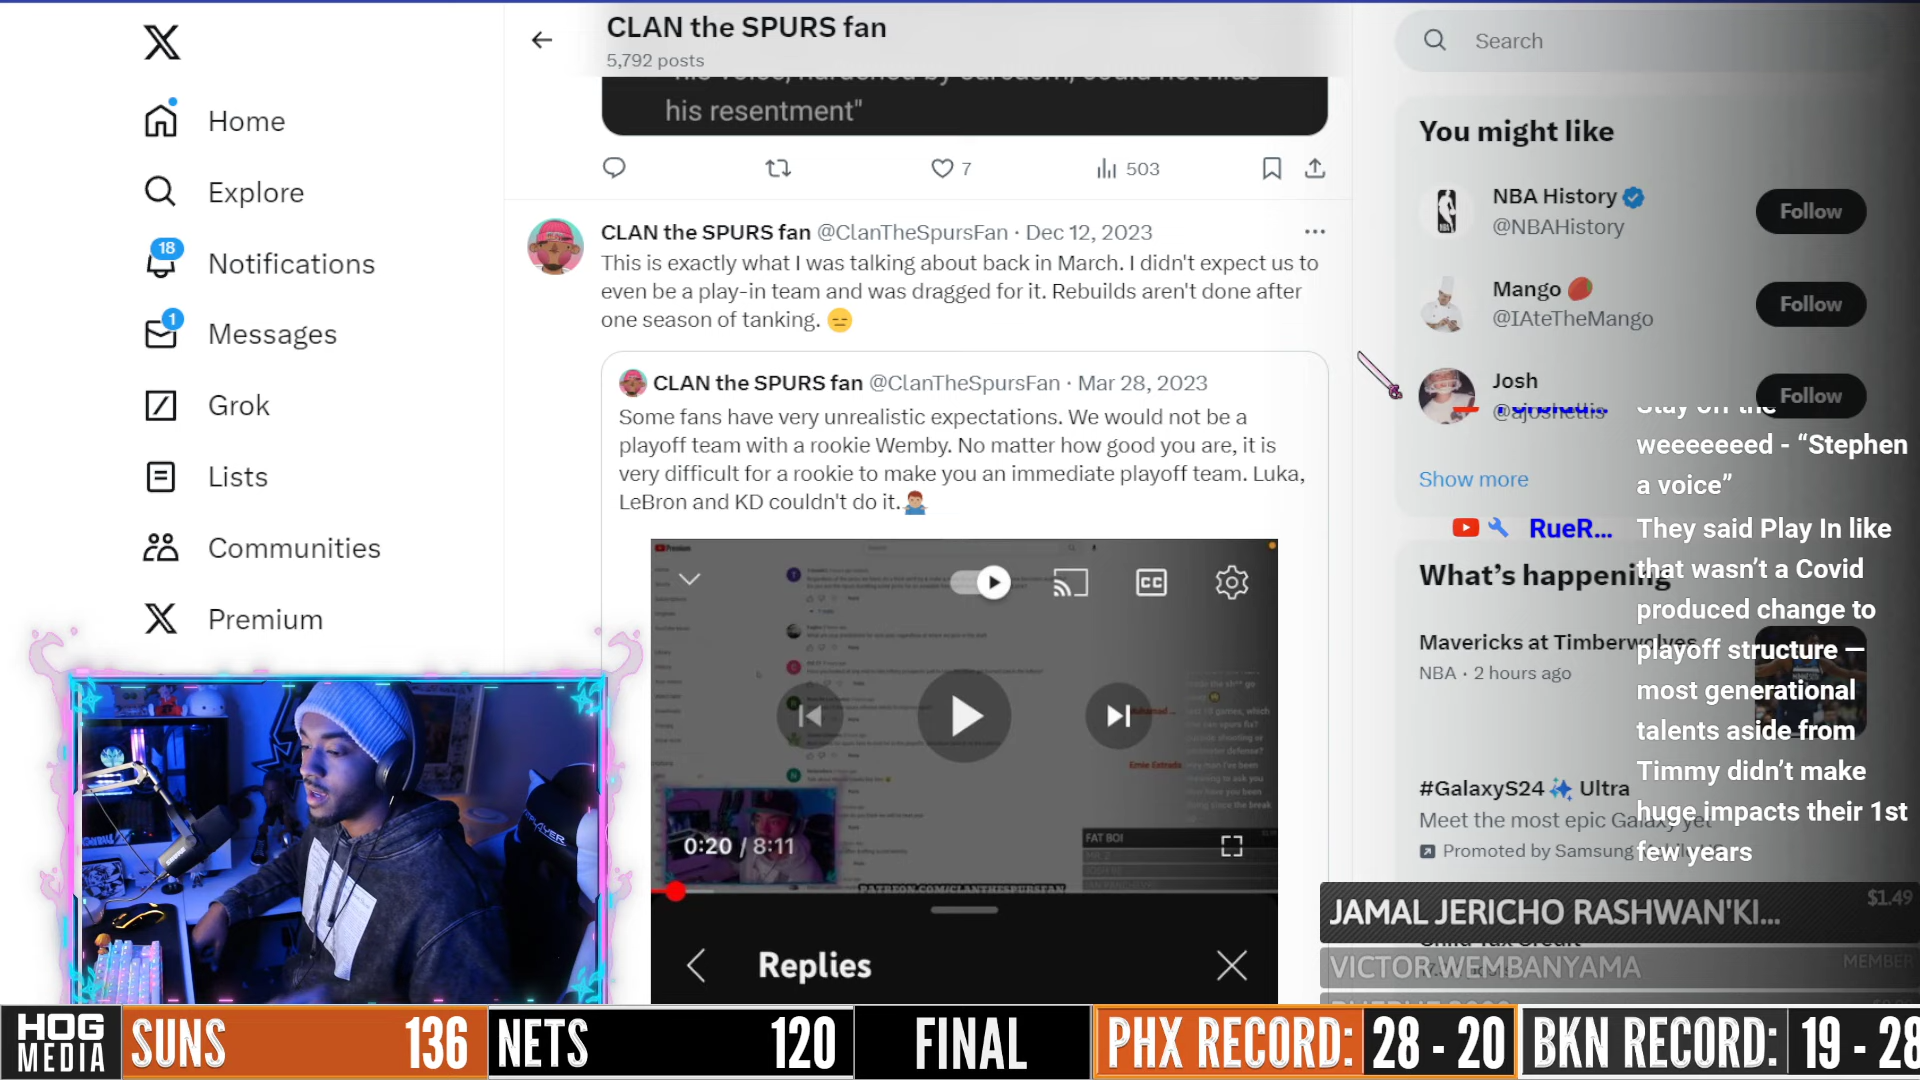 CLAN the SPURS fan
5,792 posts
Search
his resentment"
7
503
Home
Explore
18
Notifications
1
Messages
Grok
Lists
Communities
Premium
CLAN the SPURS fan @ClanTheSpursFan · Dec 12, 2023
This is exactly what I was talking about back in March. I didn't expect us to
even be a play-in team and was dragged for it. Rebuilds aren't done after
one season of tanking. 😑
CLAN the SPURS fan @ClanTheSpursFan · Mar 28, 2023
Some fans have very unrealistic expectations. We would not be a
playoff team with a rookie Wemby. No matter how good you are, it is
very difficult for a rookie to make you an immediate playoff team. Luka,
LeBron and KD couldn't do it.
CC
0:20 / 8:11
FAT BOI
PATREON.COM/CLANTHESPURSFAN
Replies
You might like
NBA History
@NBAHistory
Follow
Mango
@IAteTheMango
Follow
Josh
@ajoshettis
Follow
Show more
What's happening
Mavericks at Timberwolves
NBA · 2 hours ago
#GalaxyS24 Ultra
Meet the most epic Galaxy yet
Promoted by Samsung
Stay off the
weeeeeeed - “Stephen
a voice”
RueR...
They said Play In like
that wasn’t a Covid
produced change to
playoff structure —
most generational
talents aside from
Timmy didn’t make
huge impacts their 1st
few years
JAMAL JERICHO RASHWAN'KI...
$1.49
VICTOR WEMBANYAMA
MEMBER
HOG
MEDIA
SUNS 136
NETS 120
FINAL
PHX RECORD: 28 - 20
BKN RECORD: 19 - 28